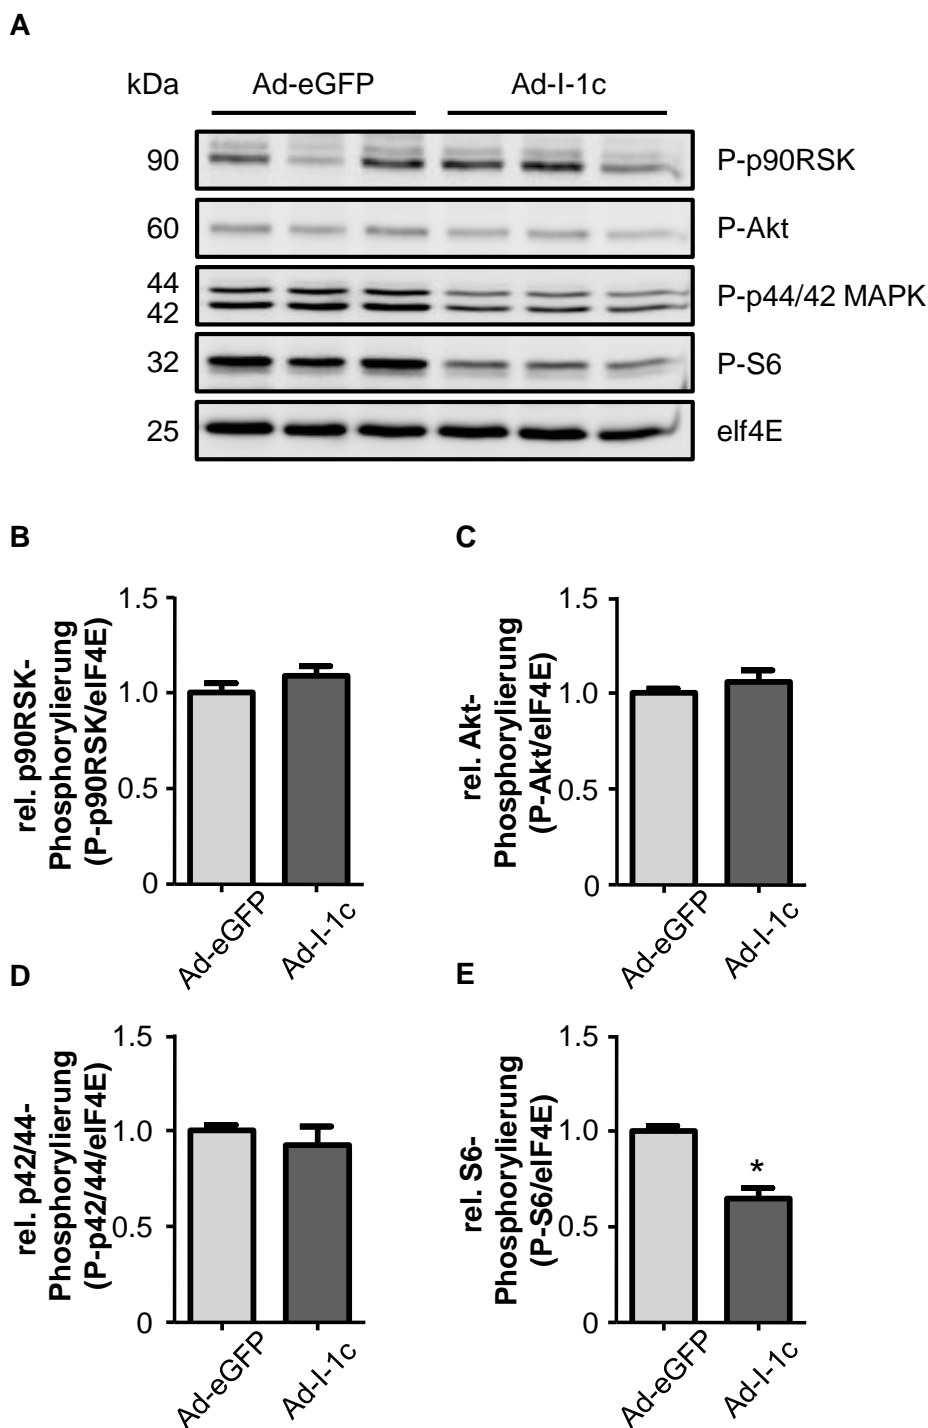 A
kDa Ad-eGFP Ad-I-1c
90 P-p90RSK
60 P-Akt
44
42 P-p44/42 MAPK
32 P-S6
25 elf4E
B
rel. p90RSK-
Phosphorylierung
(P-p90RSK/eIF4E)
1.5
1.0
0.5
0
Ad-eGFP Ad-I-1c
C
rel. Akt-
Phosphorylierung
(P-Akt/eIF4E)
1.5
1.0
0.5
0
Ad-eGFP Ad-I-1c
D
rel. p42/44-
Phosphorylierung
(P-p42/44/eIF4E)
1.5
1.0
0.5
0
Ad-eGFP Ad-I-1c
E
rel. S6-
Phosphorylierung
(P-S6/eIF4E)
1.5
1.0
0.5
0
*
Ad-eGFP Ad-I-1c